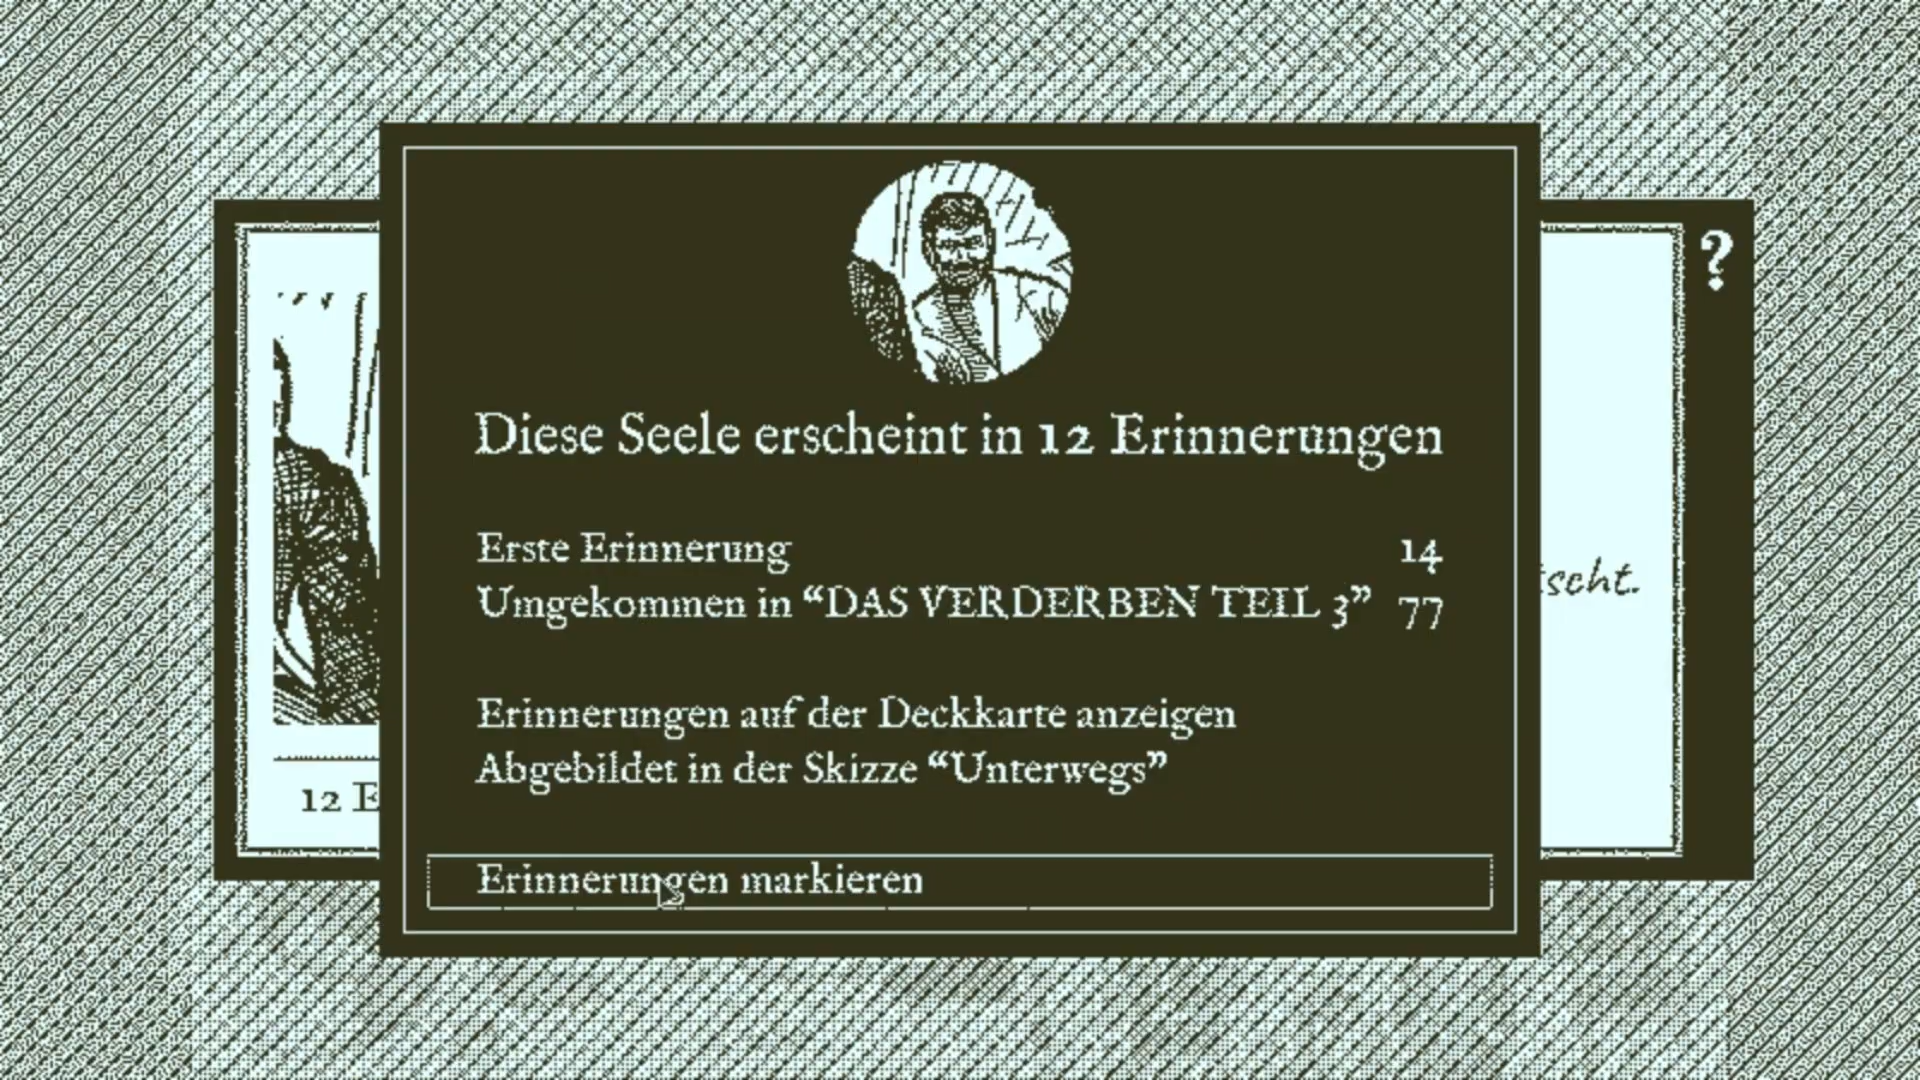 ?
Diese Seele erscheint in 12 Erinnerungen
Erste Erinnerung 14
Umgekommen in “DAS VERDERBEN TEIL 3” 77
Erinnerungen auf der Deckkarte anzeigen
Abgebildet in der Skizze “Unterwegs”
12
Erinnerungen markieren